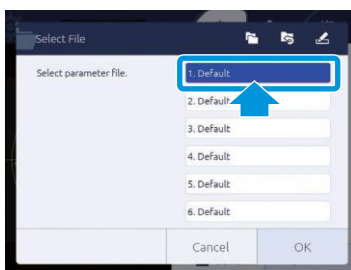 Select File
Select parameter file.
1. Default
2. Default
3. Default
4. Default
5. Default
6. Default
Cancel
OK